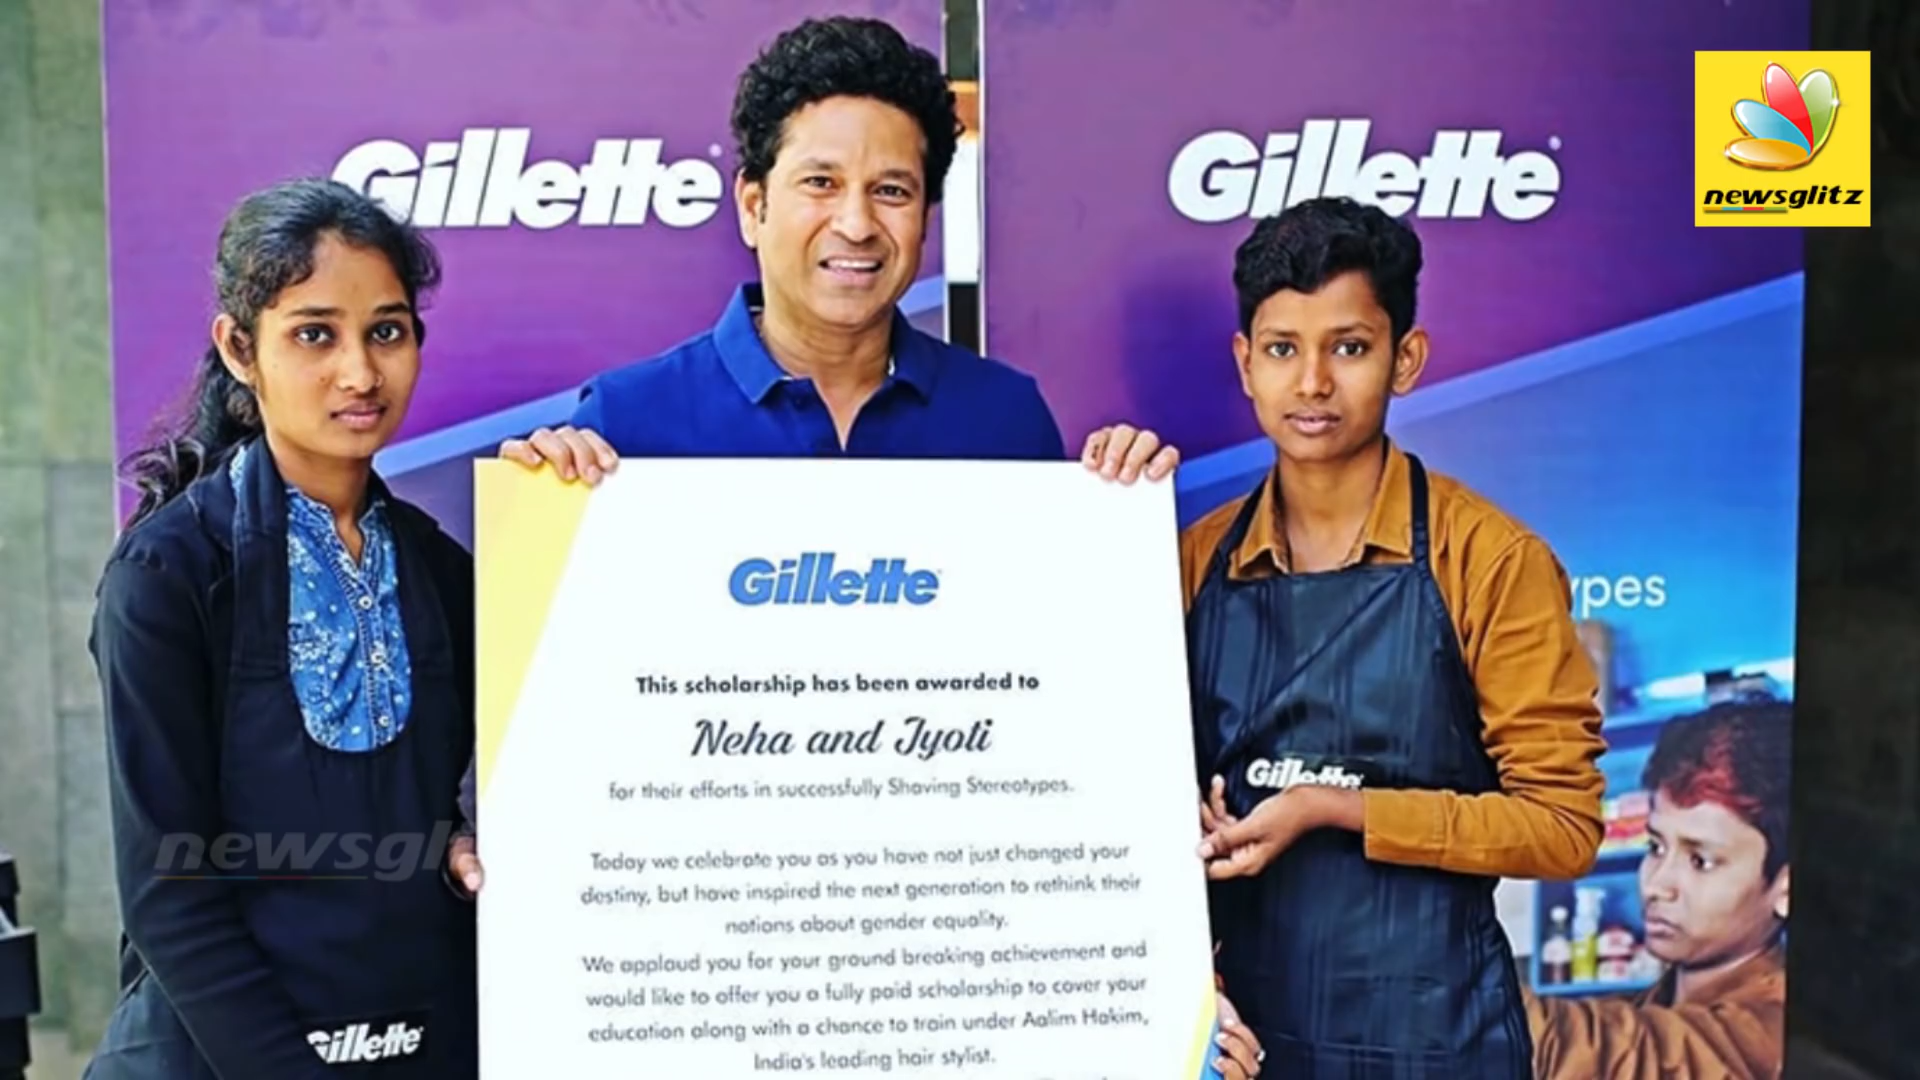 Gillette
Gillette
newsglitz
ypes
Gillette
This scholarship has been awarded to
Neha and Jyoti
for their efforts in successfully Shaving Stereotypes.
Today we celebrate you as you have not just changed your
destiny, but have inspired the next generation to rethink their
notions about gender equality.
We applaud you for your ground breaking achievement and
would like to offer you a fully paid scholarship to cover your
education along with a chance to train under Aalim Hakim,
India's leading hair stylist.
Gillette
Gillette
newsgl